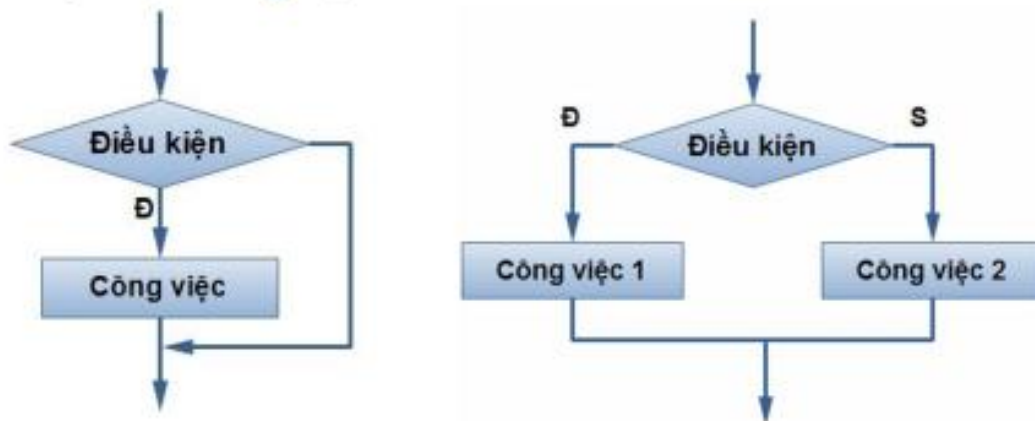 Điều kiện
Đ
Công việc
Đ
S
Điều kiện
Công việc 1
Công việc 2